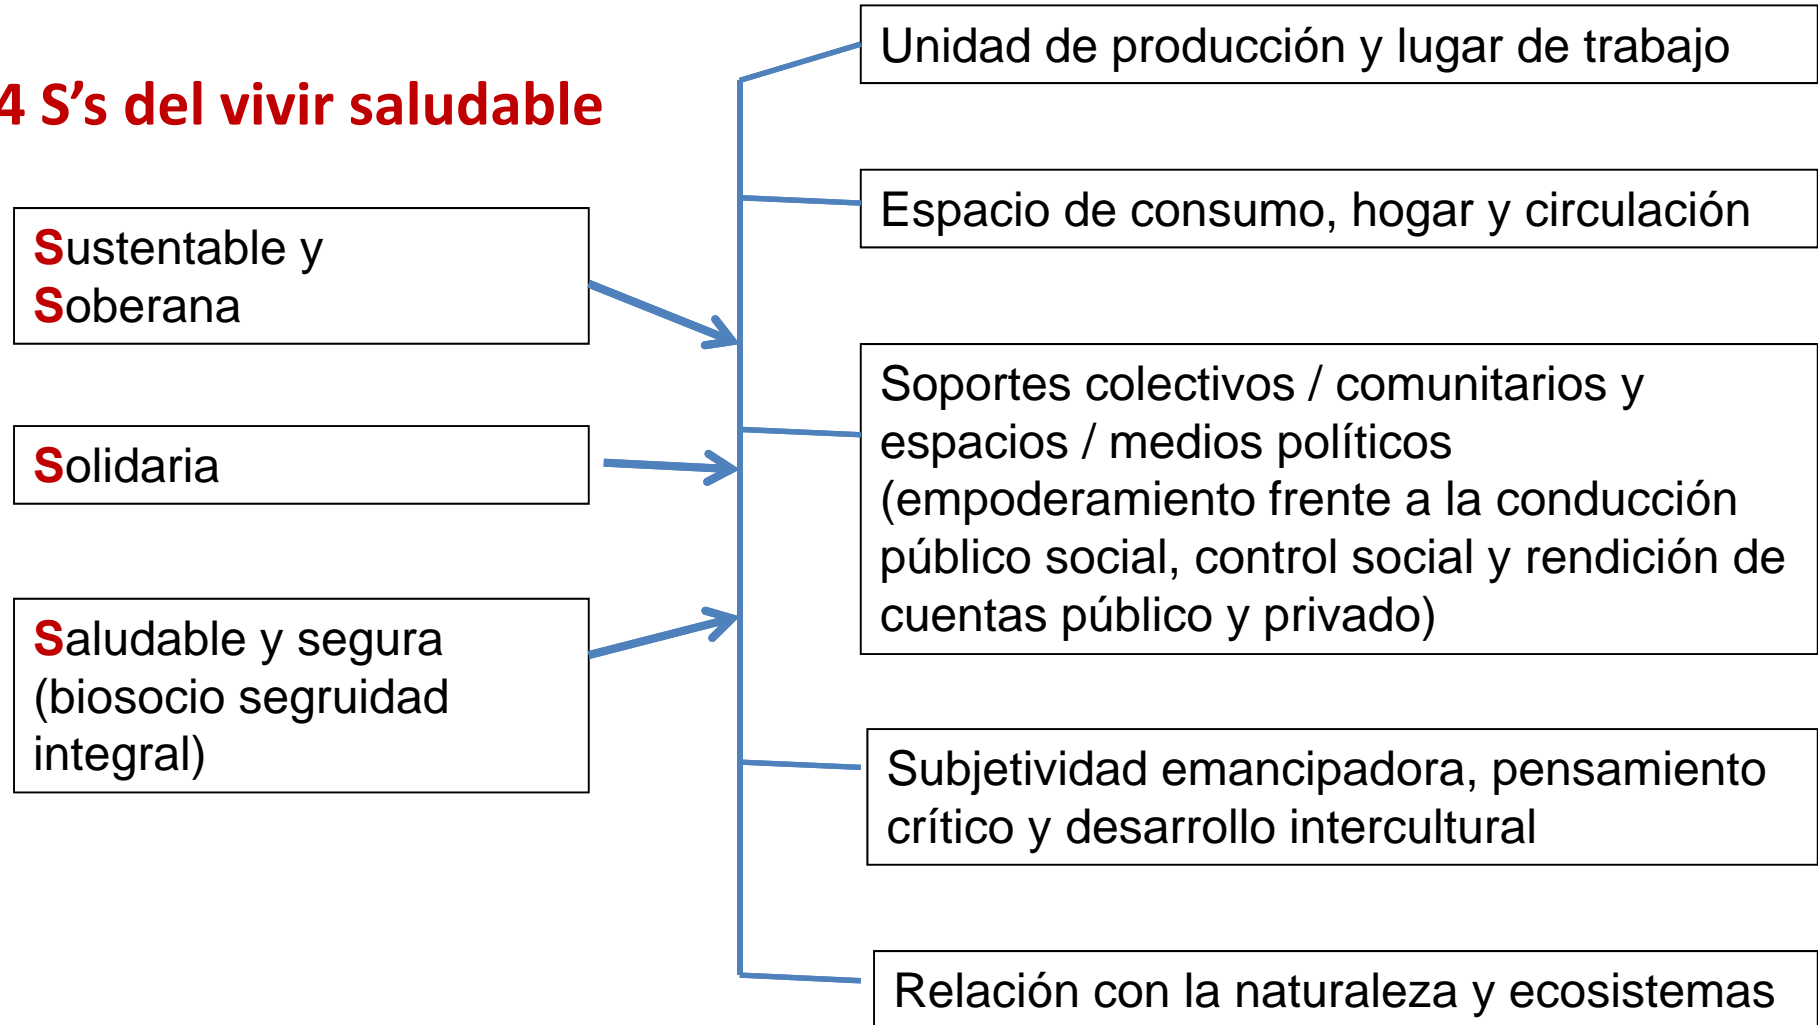 4 S’s del vivir saludable
Sustentable y
Soberana
Solidaria
Saludable y segura
(biosocio segruidad
integral)
Unidad de producción y lugar de trabajo
Espacio de consumo, hogar y circulación
Soportes colectivos / comunitarios y
espacios / medios políticos
(empoderamiento frente a la conducción
público social, control social y rendición de
cuentas público y privado)
Subjetividad emancipadora, pensamiento
crítico y desarrollo intercultural
Relación con la naturaleza y ecosistemas